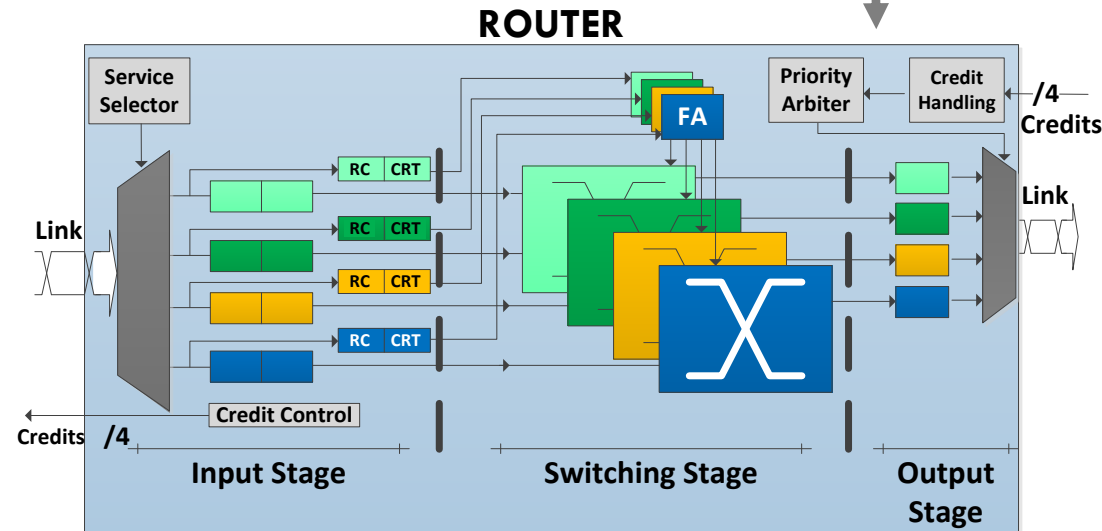 ROUTER
Service
Selector
FA
Priority
Arbiter
Credit
Handling
/4
Credits
RC CRT
RC CRT
RC CRT
RC CRT
Link
Link
Credit Control
Credits /4
Input Stage
Switching Stage
Output
Stage